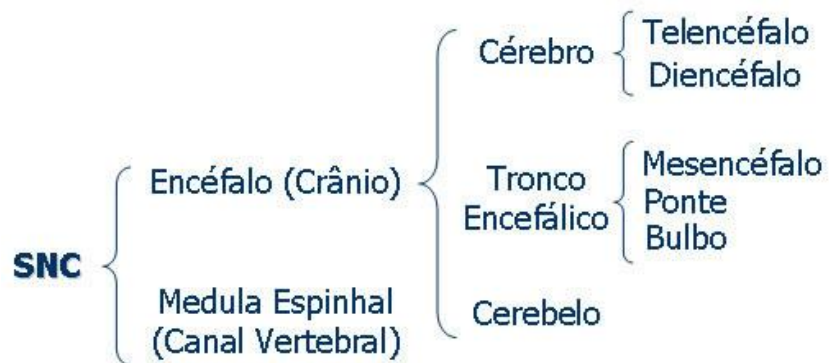 SNC
Encéfalo (Crânio)
Cérebro
Telencéfalo
Diencéfalo
Tronco
Encefálico
Mesencéfalo
Ponte
Bulbo
Cerebelo
Medula Espinhal
(Canal Vertebral)